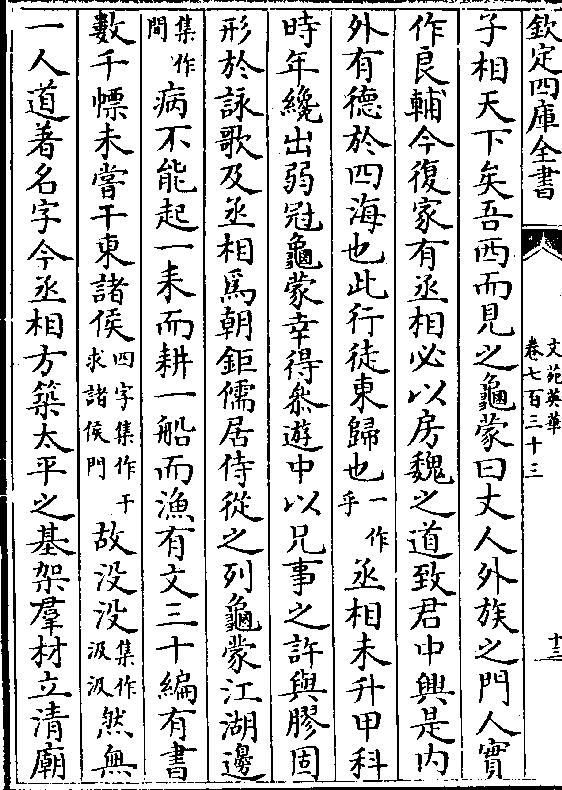 欽定四庫全書
文苑英華
卷七百三十三
十三
子相天下矣吾西而見之龜蒙曰丈人外族之門人實
作良輔今復家有丞相必以房魏之道致君中興是内
外有德於四海也此行徒東歸也一作乎丞相未升甲科
時年纔出弱冠龜蒙幸得叅遊中以兄事之許與膠固
形於詠歌及丞相爲朝鉅儒居侍從之列龜蒙江湖邊
集作間病不能起一耒而耕一船而漁有文三十編有書
數千幖未嘗干東諸侯四字集作干求諸侯門故没没集作汲汲然無
一人道著名字今丞相方築太平之基架羣材立清廟